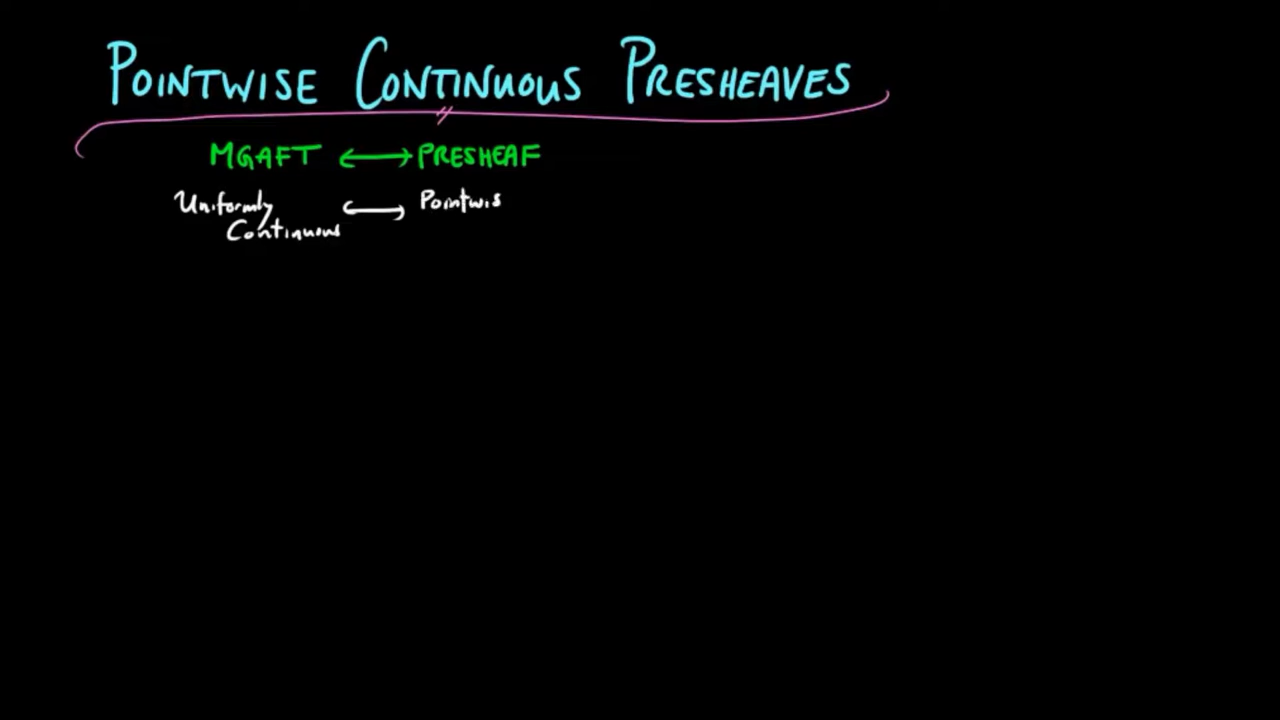 POINTWISE CONTINUOUS PRESHEAVES
MGAFT ↔ PRESHEAF
Uniformly ↔ Pointwis
Continuous